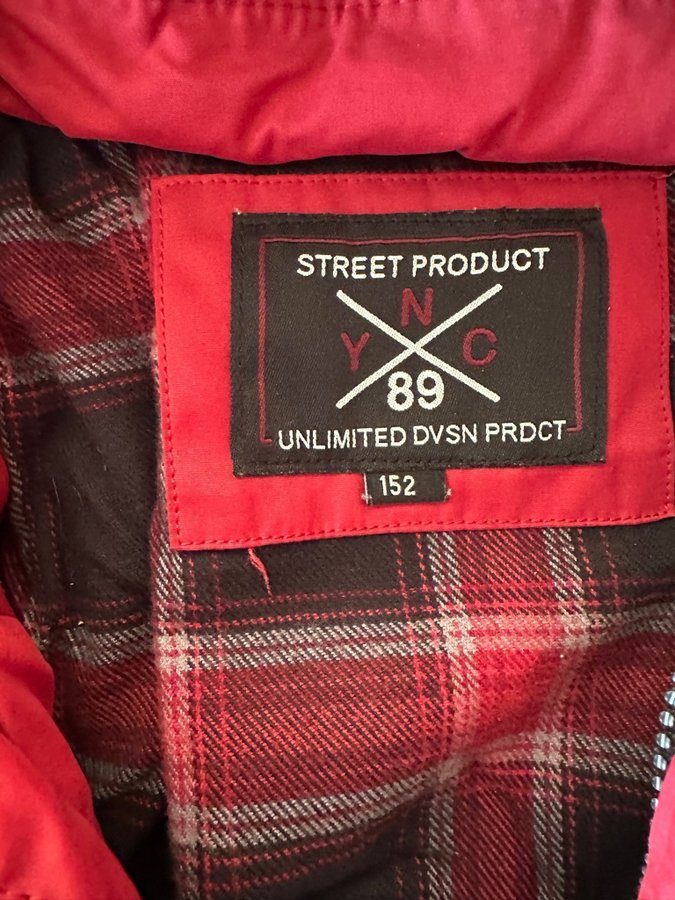 STREET PRODUCT
N
Y C
89
UNLIMITED DVSN PRDCT
152